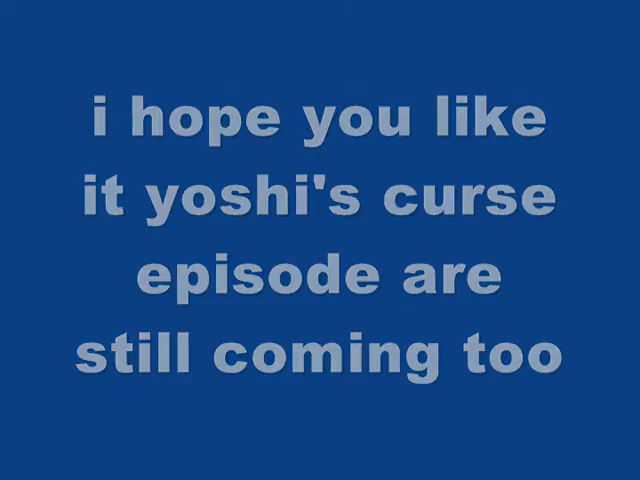 i hope you like
it yoshi's curse
episode are
still coming too